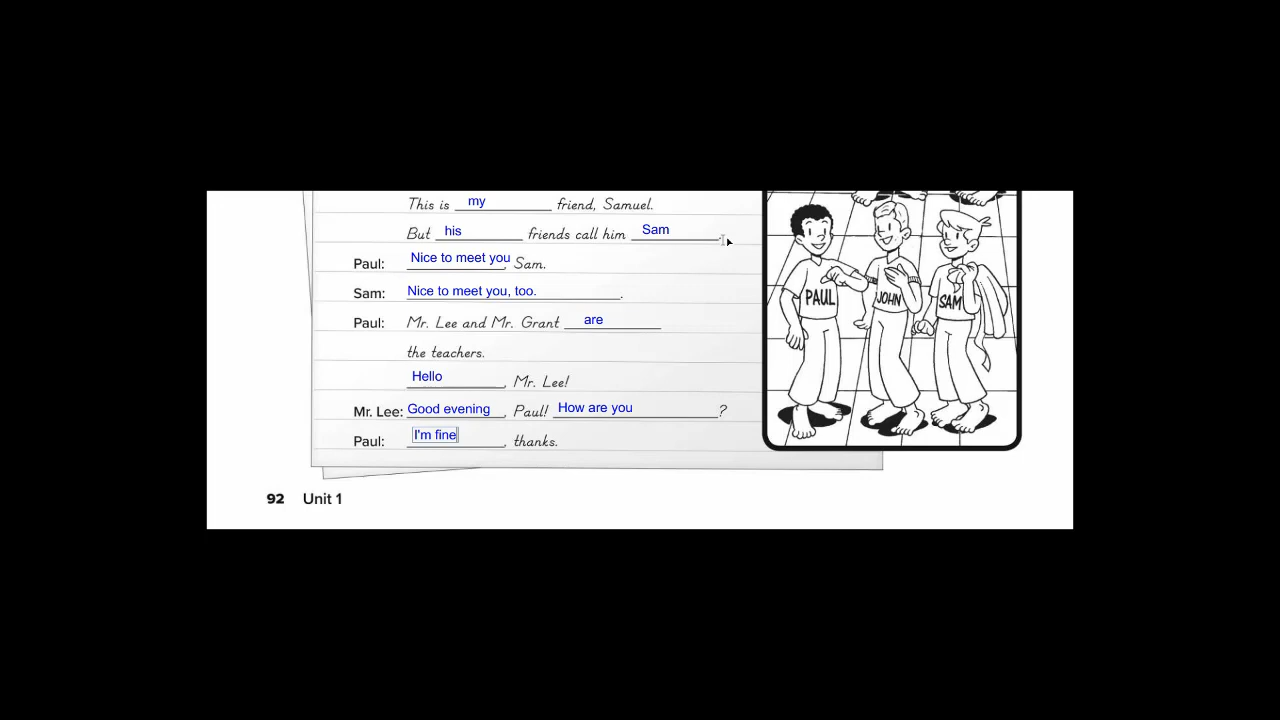 This is my friend, Samuel.
But his friends call him Sam.
Paul: Nice to meet you, Sam.
Sam: Nice to meet you, too. .
Paul: Mr. Lee and Mr. Grant are
the teachers.
Hello, Mr. Lee!
Mr. Lee: Good evening, Paul! How are you?
Paul: I'm fine, thanks.
PAUL JOHN SAM
92 Unit 1